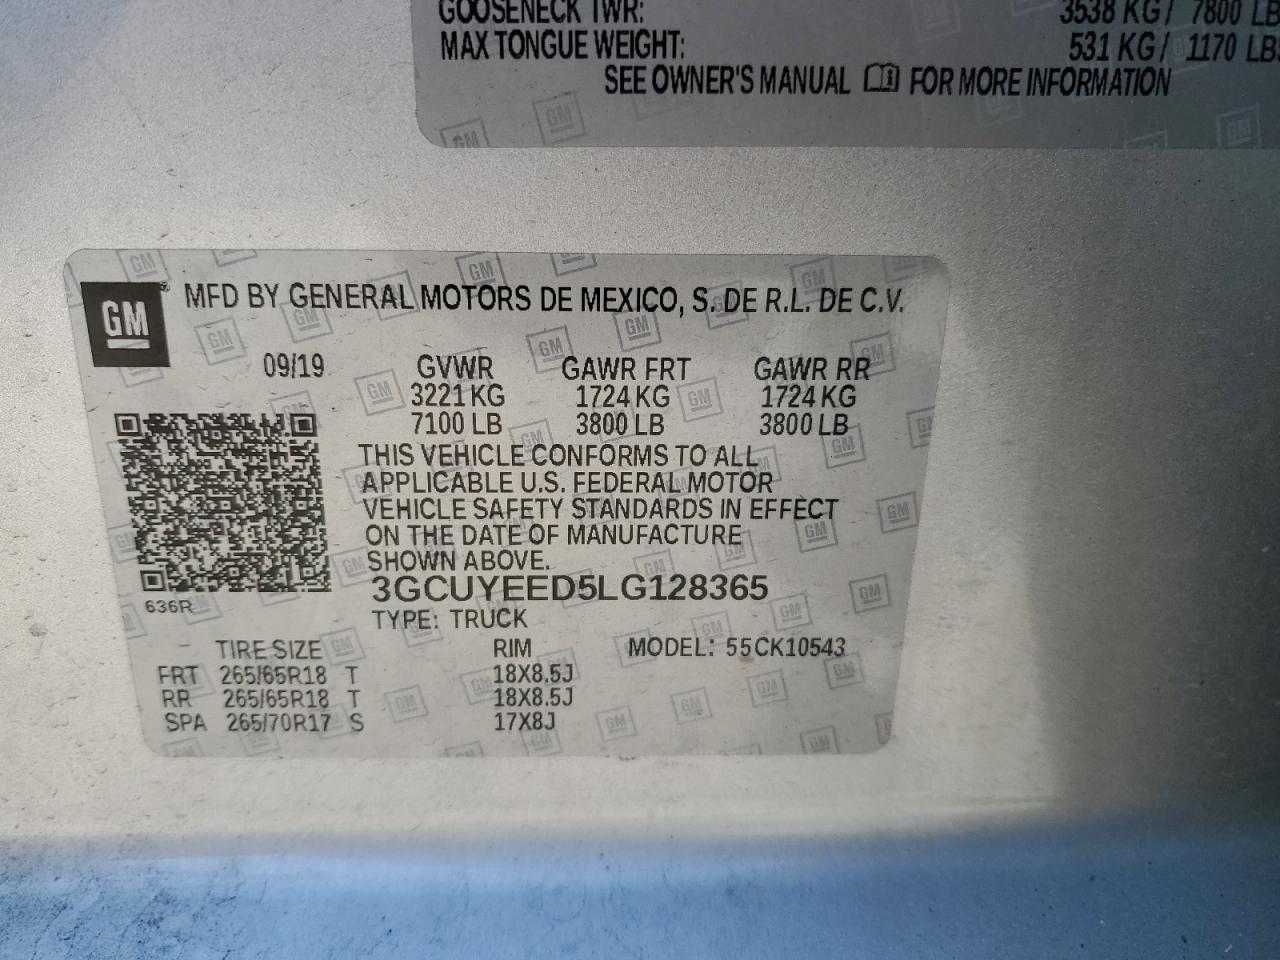 GOOSENECK TWR: 3538 KG/ 7800 LB
MAX TONGUE WEIGHT: 531 KG/ 1170 LBS
SEE OWNER'S MANUAL FOR MORE INFORMATION
GM ® MFD BY GENERAL MOTORS DE MEXICO, S. DE R.L. DE C.V.
09/19 GVWR GAWR FRT GAWR RR
3221 KG 1724 KG 1724 KG
7100 LB 3800 LB 3800 LB
THIS VEHICLE CONFORMS TO ALL
APPLICABLE U.S. FEDERAL MOTOR
VEHICLE SAFETY STANDARDS IN EFFECT
ON THE DATE OF MANUFACTURE
SHOWN ABOVE.
3GCUYEED5LG128365
636R
TYPE: TRUCK
TIRE SIZE RIM MODEL: 55CK10543
FRT 265/65R18 T 18X8.5J
RR 265/65R18 T 18X8.5J
SPA 265/70R17 S 17X8J